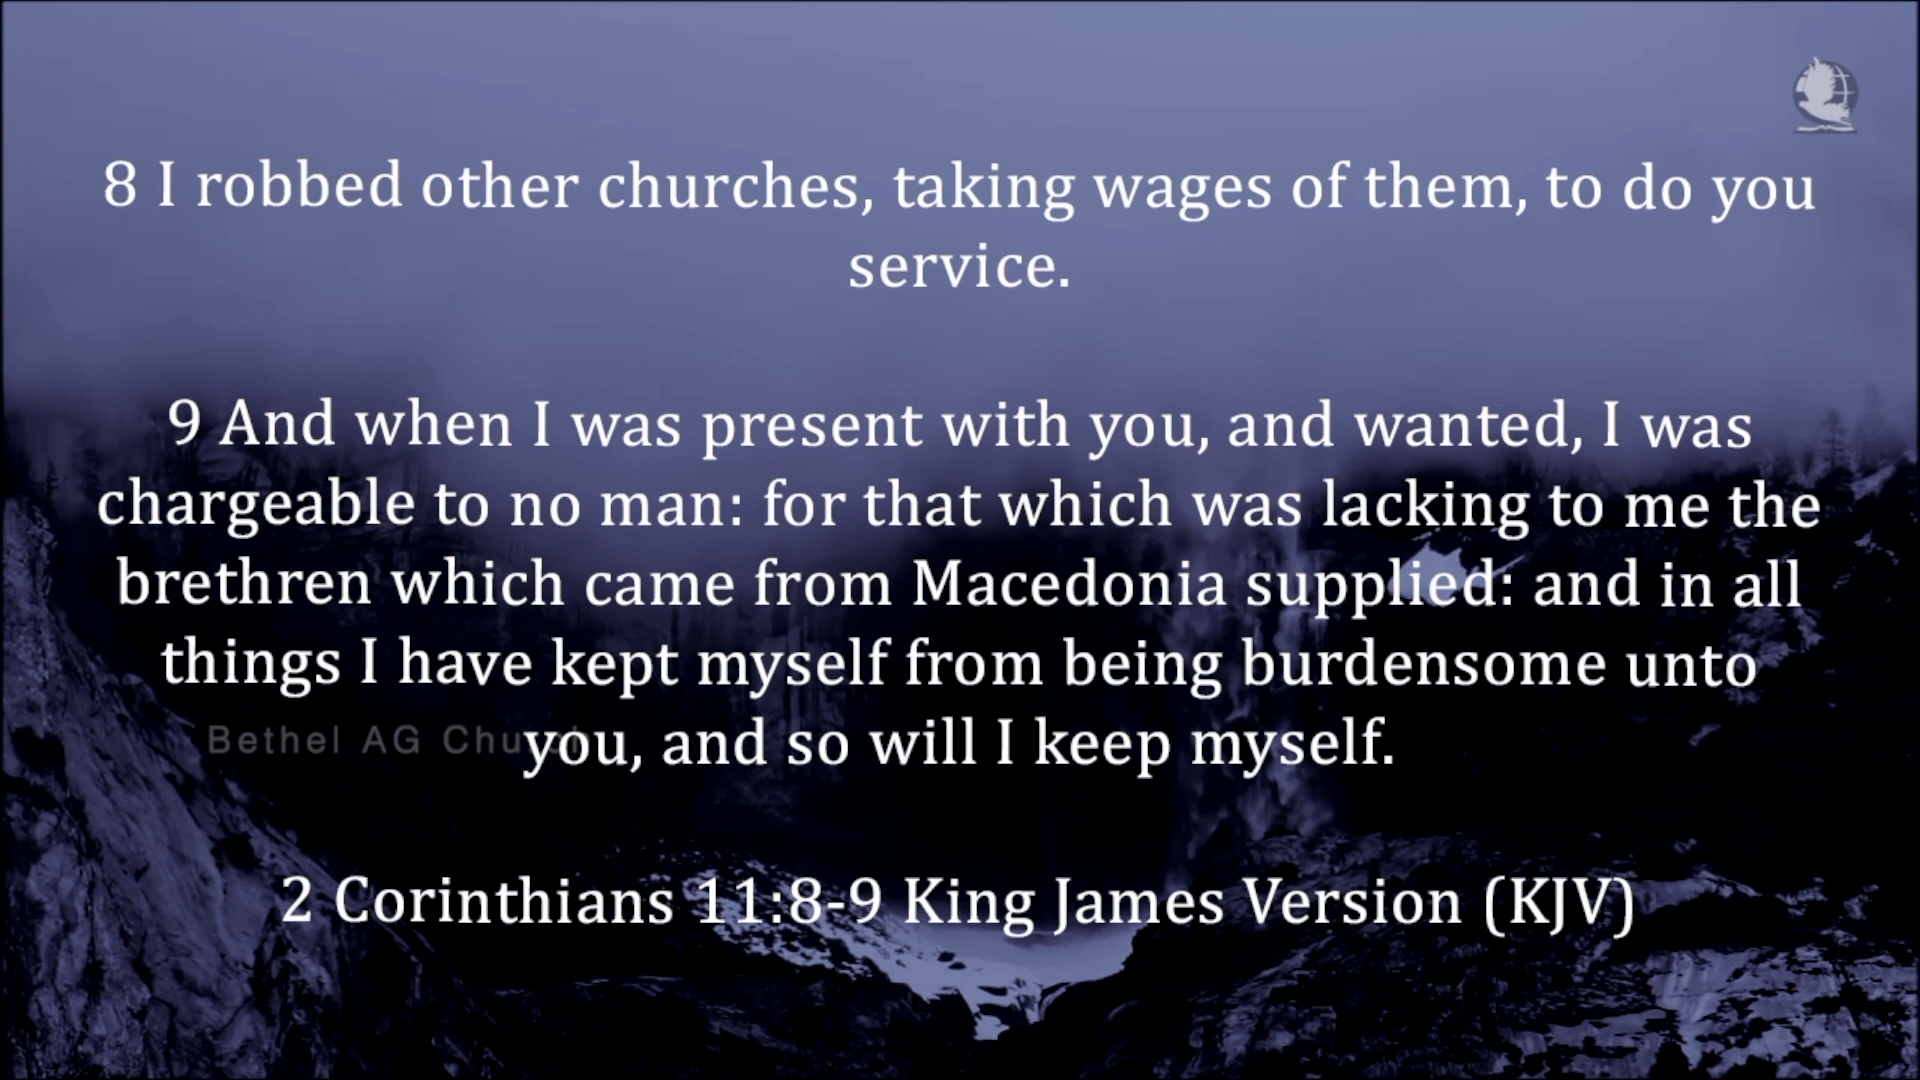 8 I robbed other churches, taking wages of them, to do you
service.
9 And when I was present with you, and wanted, I was
chargeable to no man: for that which was lacking to me the
brethren which came from Macedonia supplied: and in all
things I have kept myself from being burdensome unto
you, and so will I keep myself.
Bethel AG Church
2 Corinthians 11:8-9 King James Version (KJV)